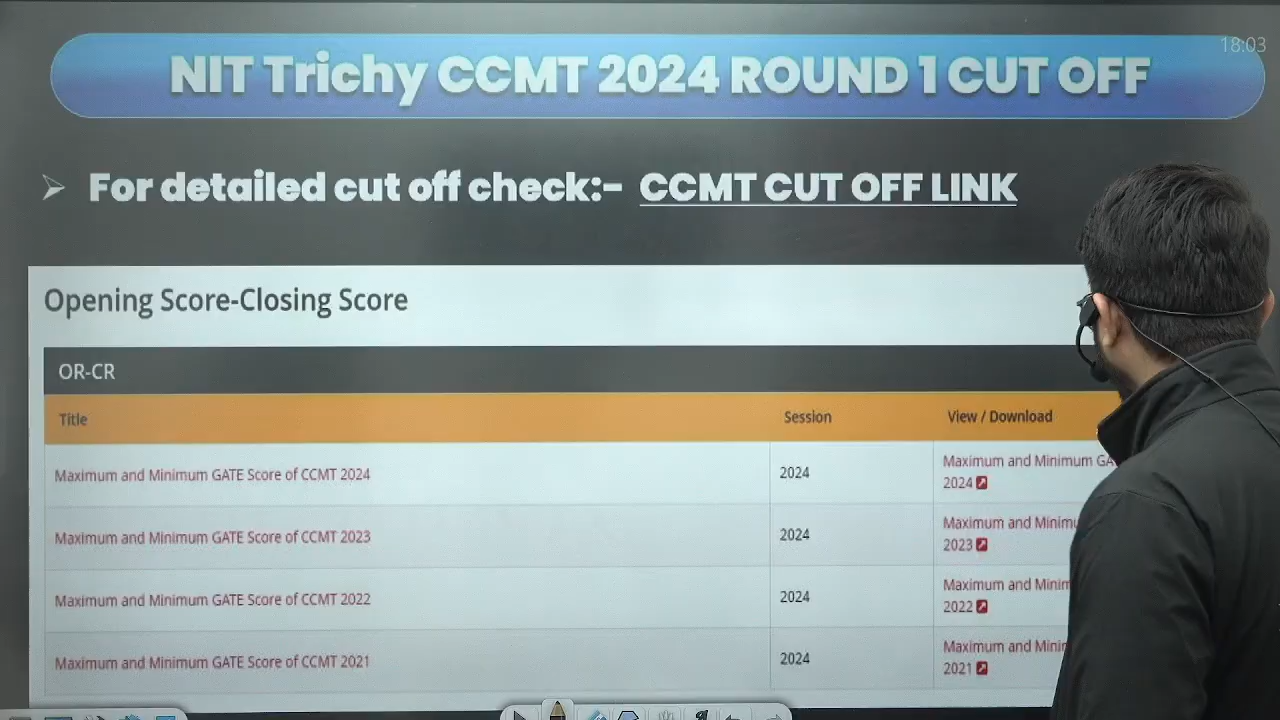 18:03
NIT Trichy CCMT 2024 ROUND 1 CUT OFF
➢ For detailed cut off check:- CCMT CUT OFF LINK
Opening Score-Closing Score
OR-CR
Title Session View / Download
Maximum and Minimum GATE Score of CCMT 2024 2024 Maximum and Minimum
2024
Maximum and Minimum GATE Score of CCMT 2023 2024 Maximum and
2023
Maximum and Minimum GATE Score of CCMT 2022 2024 Maximum and
2022
Maximum and Minimum GATE Score of CCMT 2021 2024 Maximum and
2021